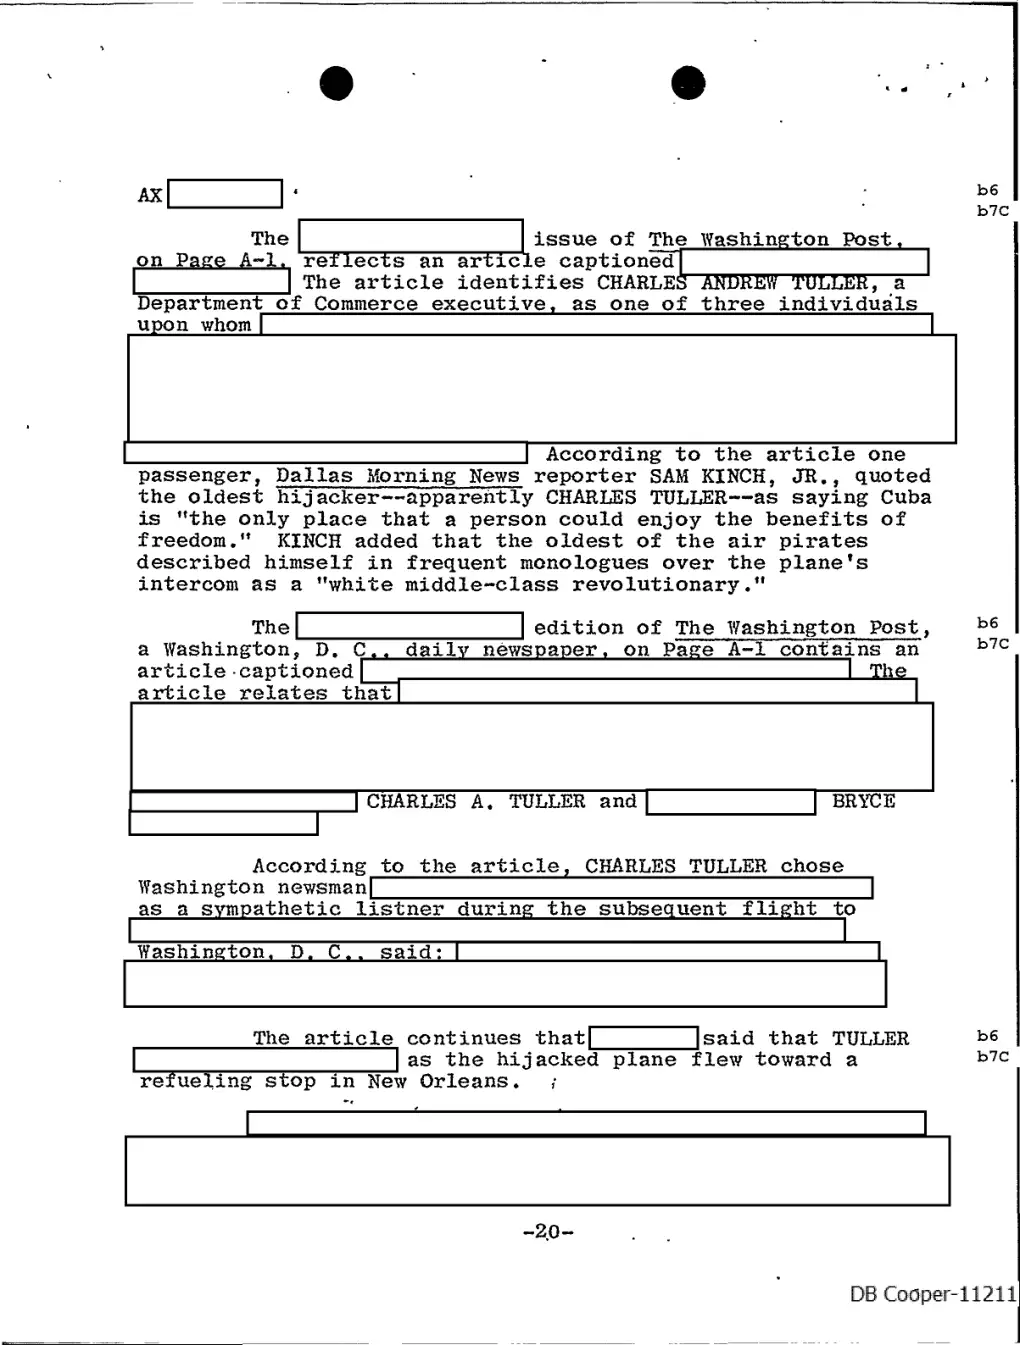 AX
b6
b7C
The issue of The Washington Post,
on Page A-1, reflects an article captioned
The article identifies CHARLES ANDREW TULLER, a
Department of Commerce executive, as one of three individuals
upon whom
According to the article one
passenger, Dallas Morning News reporter SAM KINCH, JR., quoted
the oldest hijacker--apparently CHARLES TULLER--as saying Cuba
is "the only place that a person could enjoy the benefits of
freedom." KINCH added that the oldest of the air pirates
described himself in frequent monologues over the plane's
intercom as a "white middle-class revolutionary."
The edition of The Washington Post,
b6
b7C
a Washington, D. C., daily newspaper, on Page A-1 contains an
article captioned The
article relates that
CHARLES A. TULLER and BRYCE
According to the article, CHARLES TULLER chose
Washington newsman
as a sympathetic listner during the subsequent flight to
Washington, D. C., said:
The article continues that said that TULLER
b6
b7C
as the hijacked plane flew toward a
refueling stop in New Orleans.
-20-
DB Cooper-11211